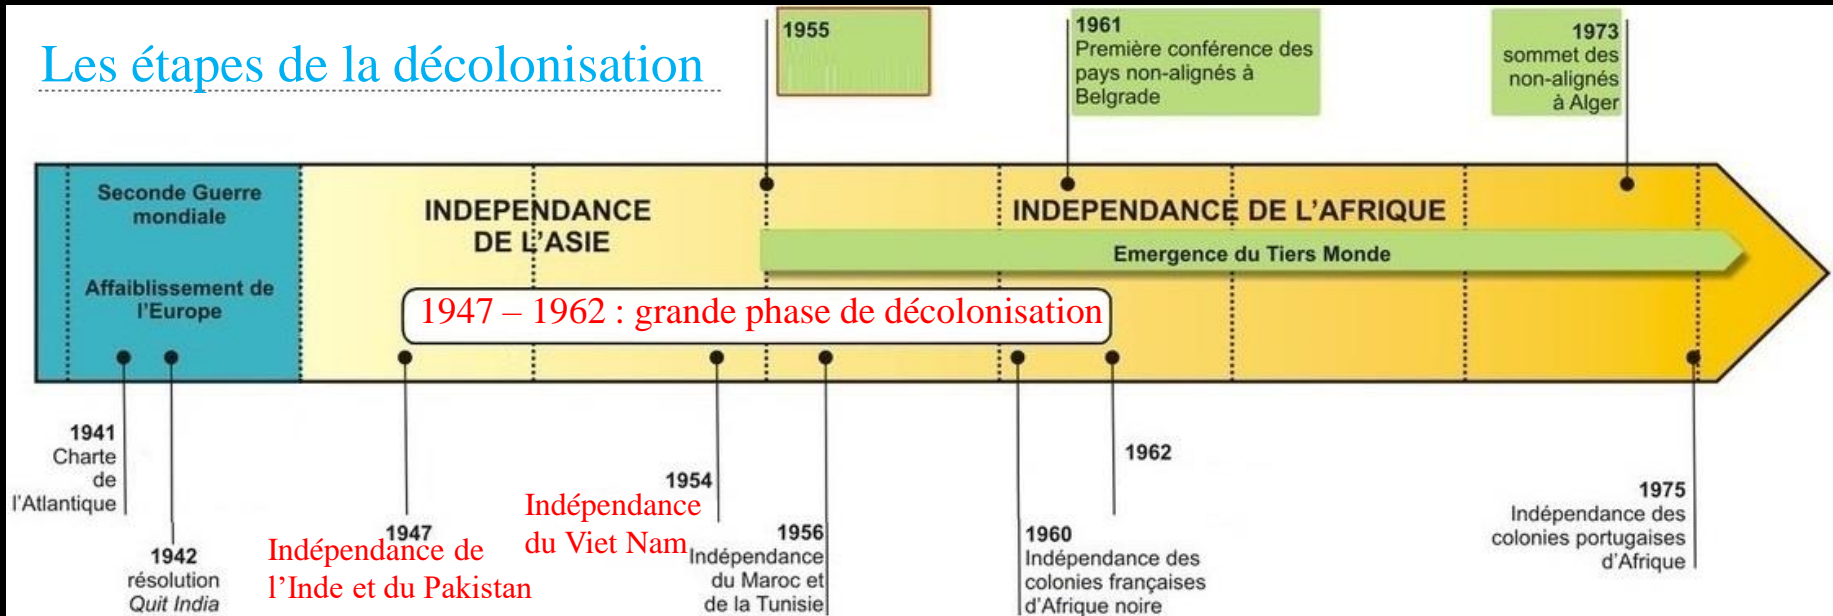 Les étapes de la décolonisation
1955
1961
Première conférence des
pays non-alignés à
Belgrade
1973
sommet des
non-alignés
à Alger
Seconde Guerre
mondiale
Affaiblissement de
l'Europe
INDEPENDANCE
DE L'ASIE
INDEPENDANCE DE L'AFRIQUE
Emergence du Tiers Monde
1947 – 1962 : grande phase de décolonisation
1941
Charte
de
l'Atlantique
1942
résolution
Quit India
1947
Indépendance de
l'Inde et du Pakistan
1954
Indépendance
du Viet Nam
1956
Indépendance
du Maroc et
de la Tunisie
1960
Indépendance des
colonies françaises
d'Afrique noire
1962
1975
Indépendance des
colonies portugaises
d'Afrique